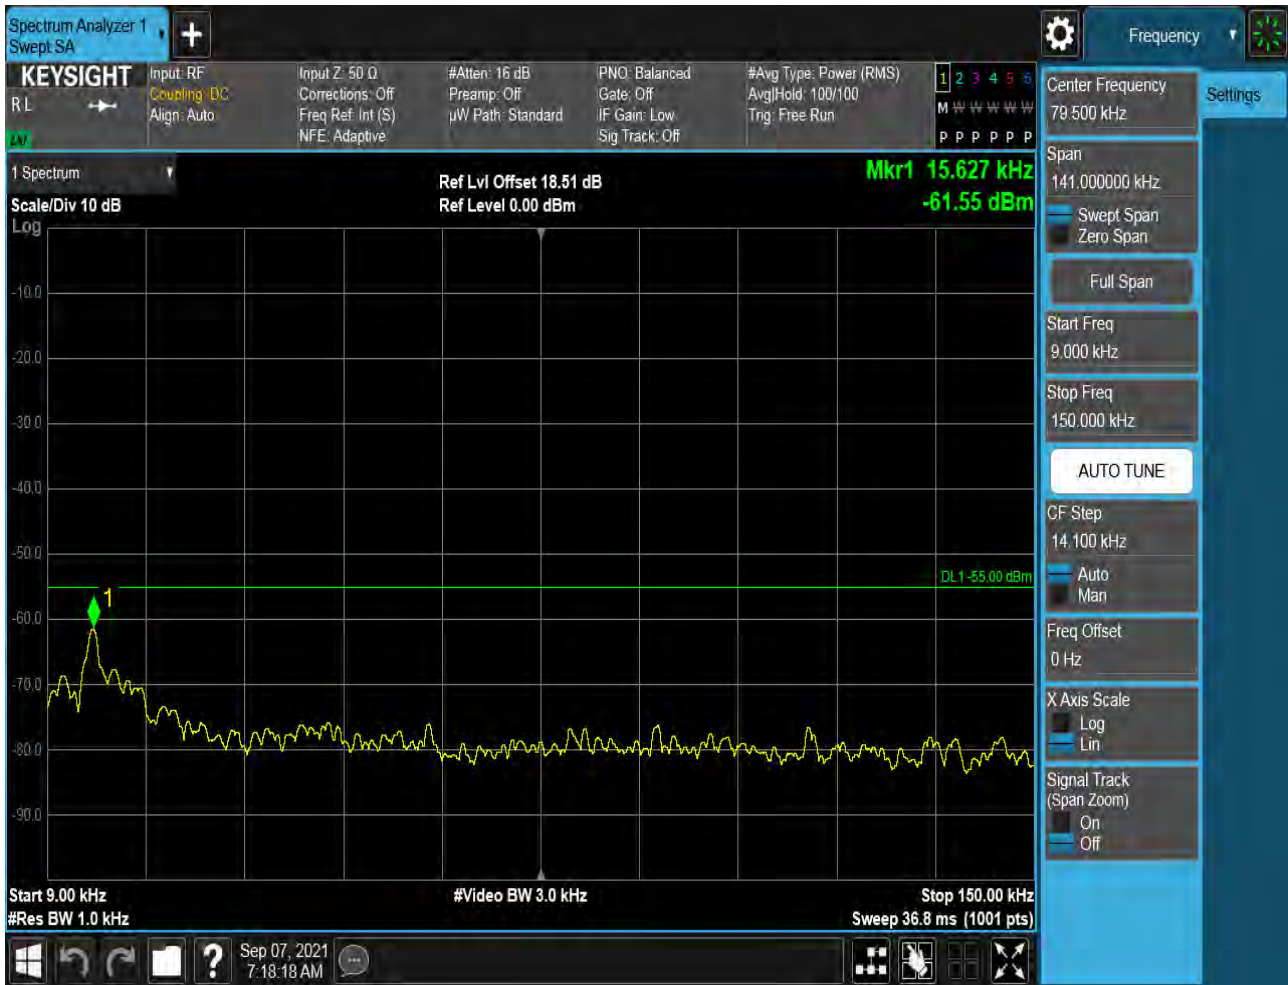 Spectrum Analyzer 1
Swept SA
Frequency
KEYSIGHT
R L
Input: RF
Coupling: DC
Align: Auto
Input Z: 50 Ω
Corrections: Off
Freq Ref: Int (S)
NFE: Adaptive
#Atten: 16 dB
Preamp: Off
µW Path: Standard
PNO: Balanced
Gate: Off
IF Gain: Low
Sig Track: Off
#Avg Type: Power (RMS)
Avg|Hold: 100/100
Trig: Free Run
1 2 3 4 5 6
M W W W W W
P P P P P P
1 Spectrum
Scale/Div 10 dB
Log
Ref Lvl Offset 18.51 dB
Ref Level 0.00 dBm
Mkr1 15.627 kHz
-61.55 dBm
-10.0
-20.0
-30.0
-40.0
-50.0
-60.0
-70.0
-80.0
-90.0
DL1 -55.00 dBm
1
Start 9.00 kHz
#Res BW 1.0 kHz
#Video BW 3.0 kHz
Stop 150.00 kHz
Sweep 36.8 ms (1001 pts)
Sep 07, 2021
7:18:18 AM
Center Frequency
79.500 kHz
Settings
Span
141.000000 kHz
Swept Span
Zero Span
Full Span
Start Freq
9.000 kHz
Stop Freq
150.000 kHz
AUTO TUNE
CF Step
14.100 kHz
Auto
Man
Freq Offset
0 Hz
X Axis Scale
Log
Lin
Signal Track
(Span Zoom)
On
Off